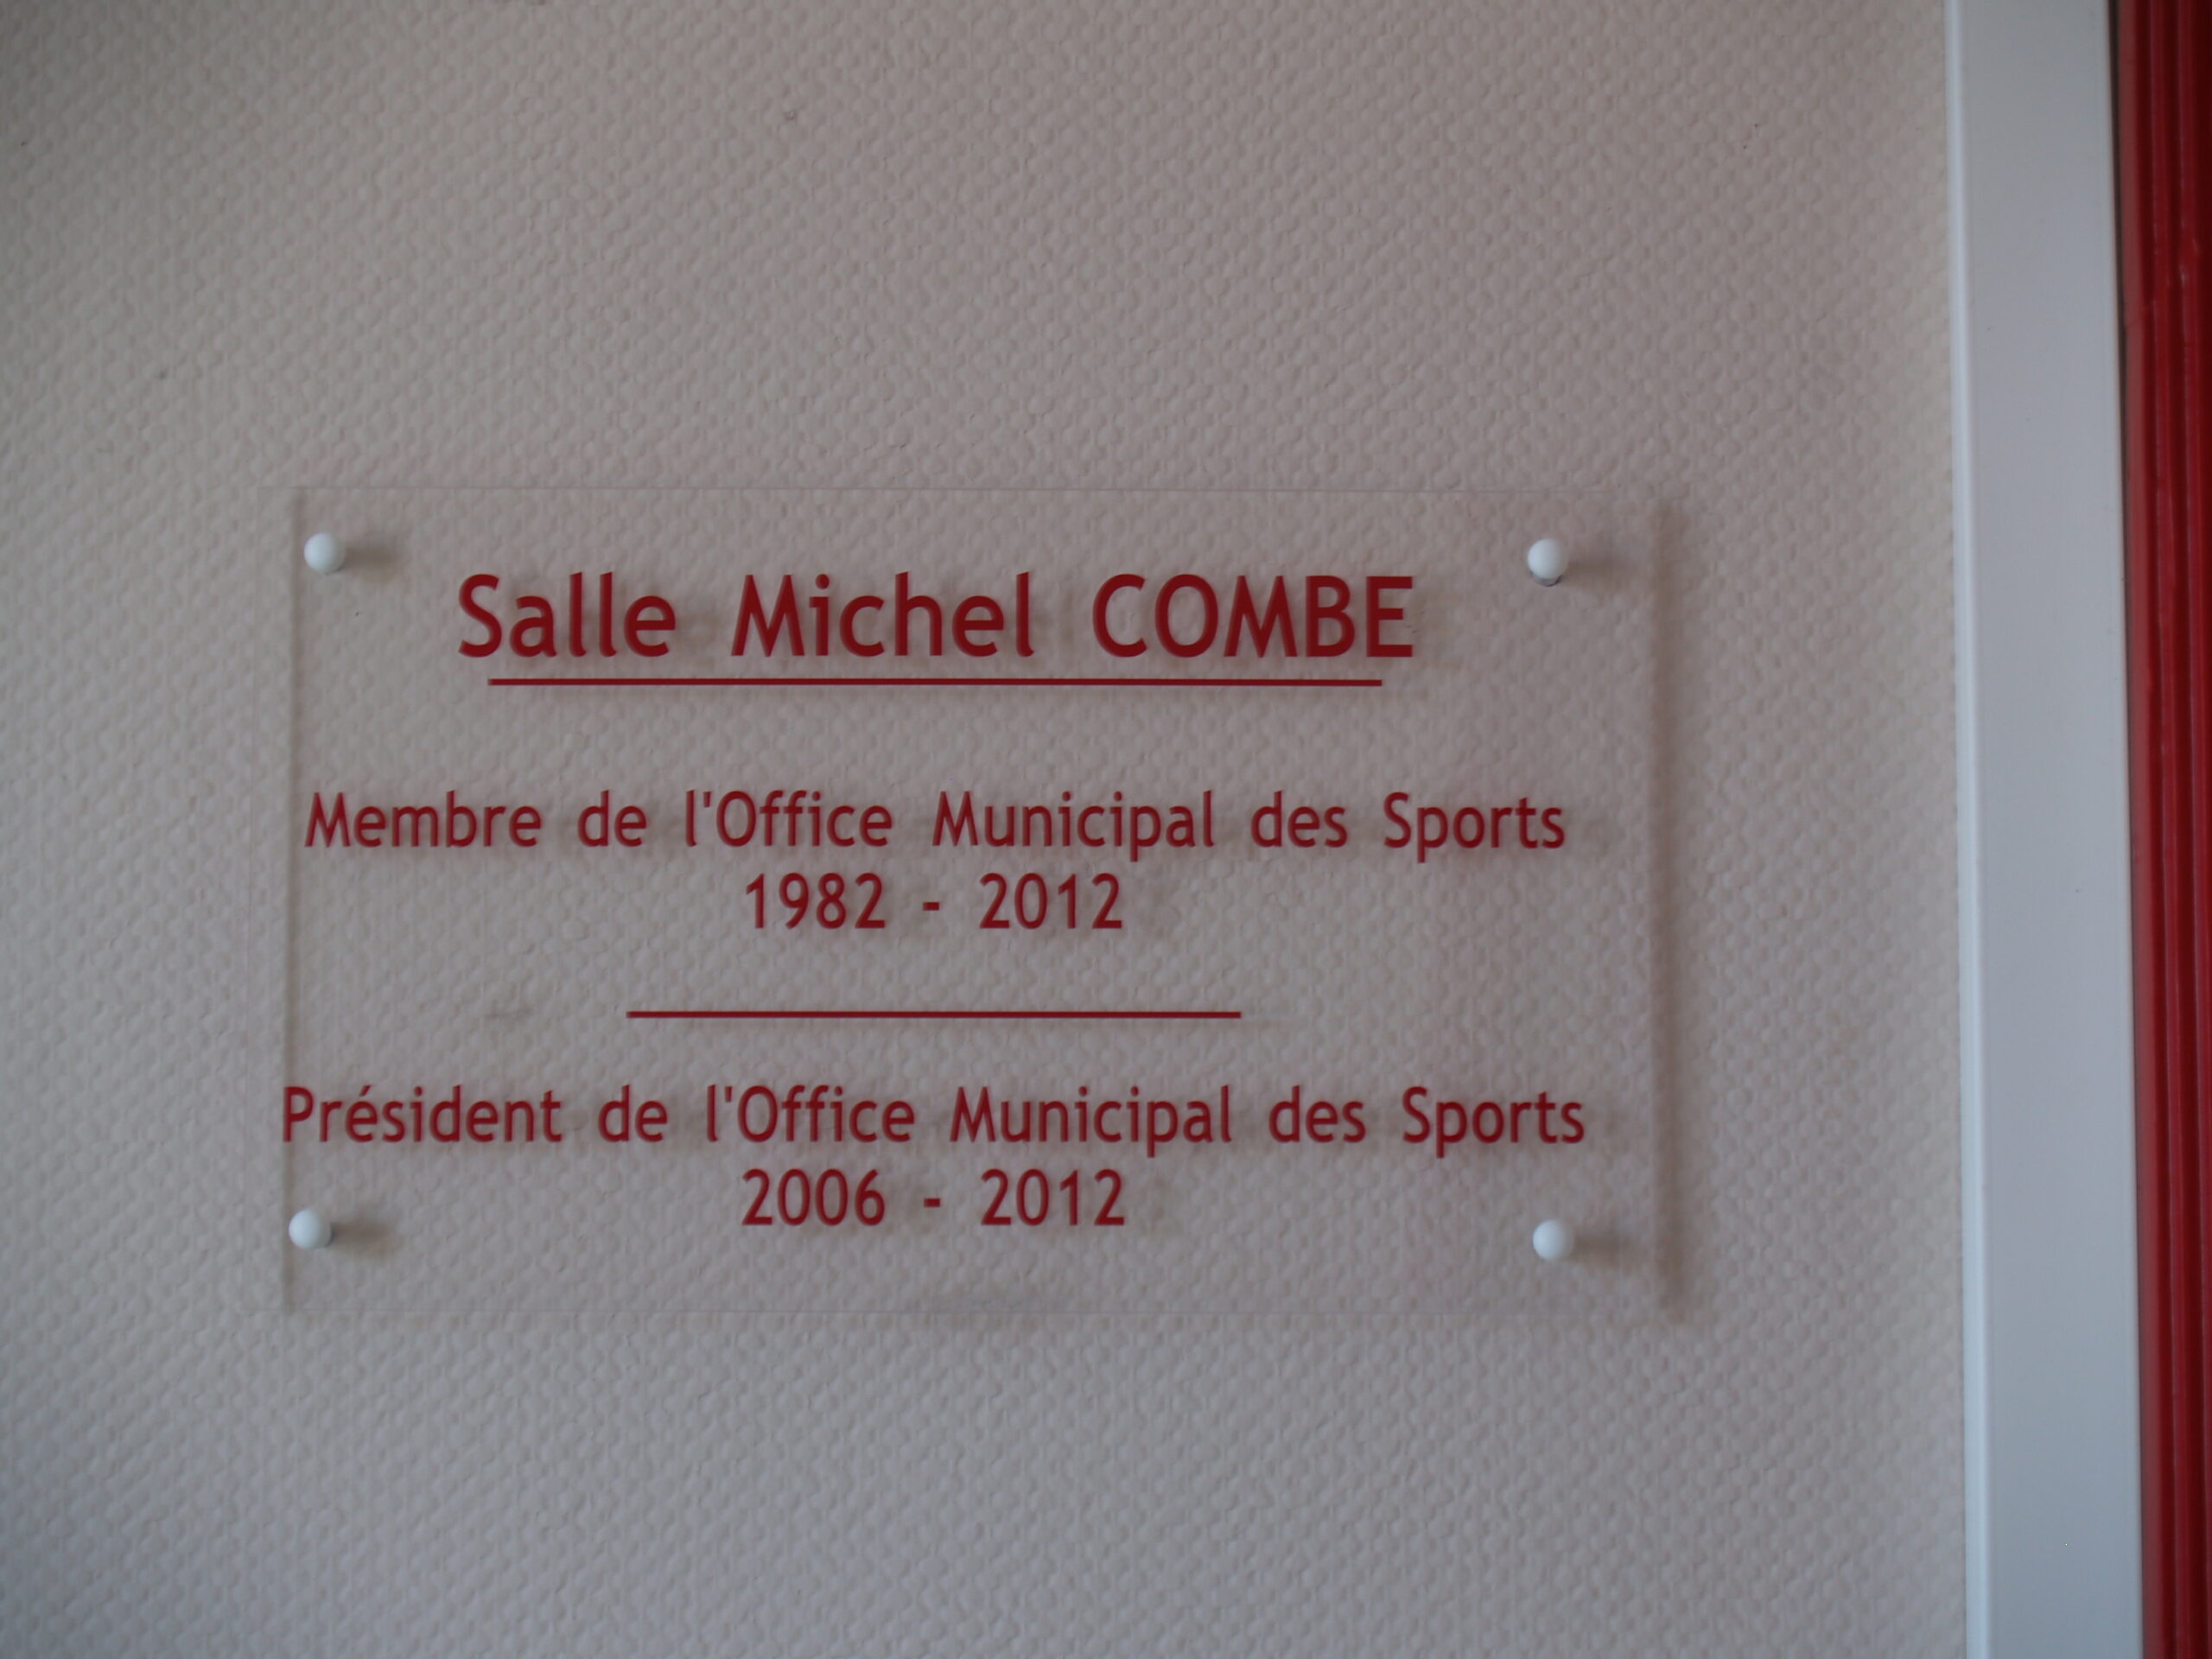 Salle Michel COMBE
Membre de l'Office Municipal des Sports
1982 - 2012
Président de l'Office Municipal des Sports
2006 - 2012